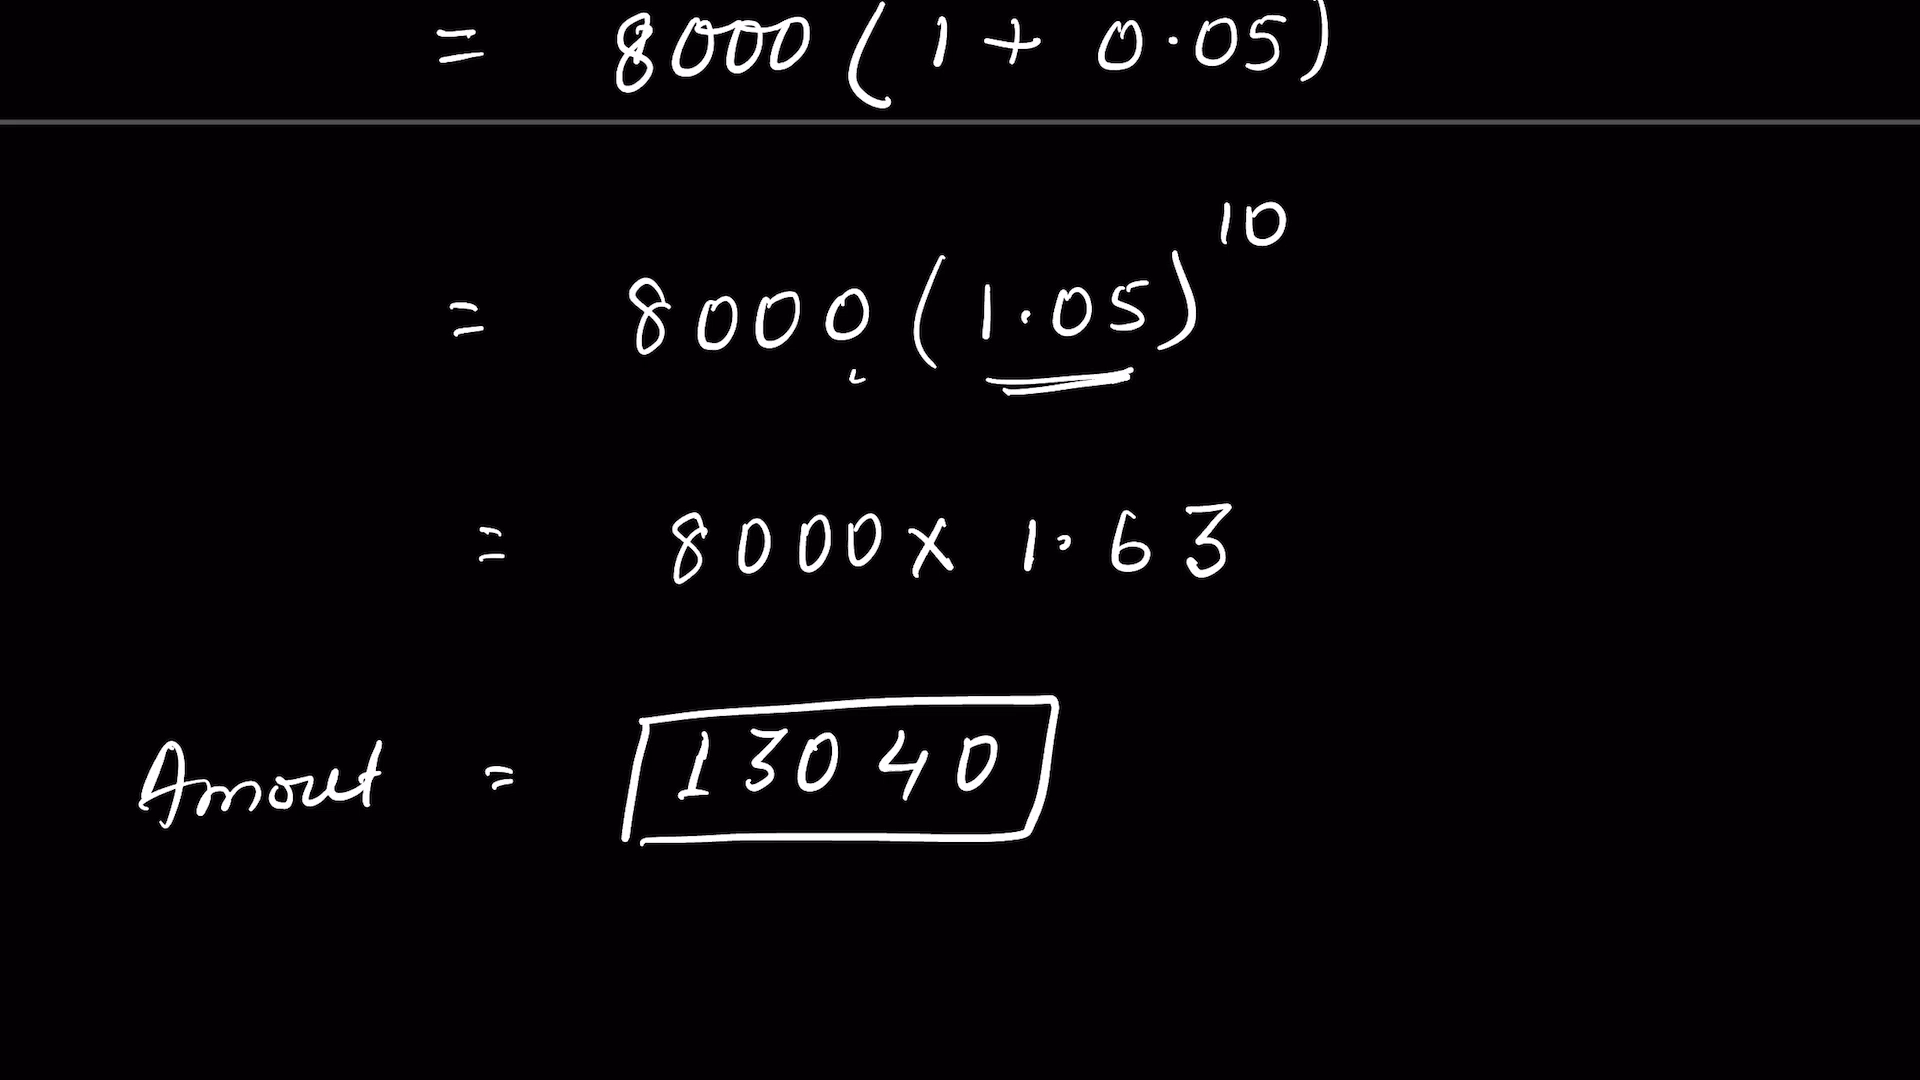 = 8000 ( 1 + 0.05 )
= 8000 ( 1.05 )^10
= 8000 x 1.63
Amout = 13040